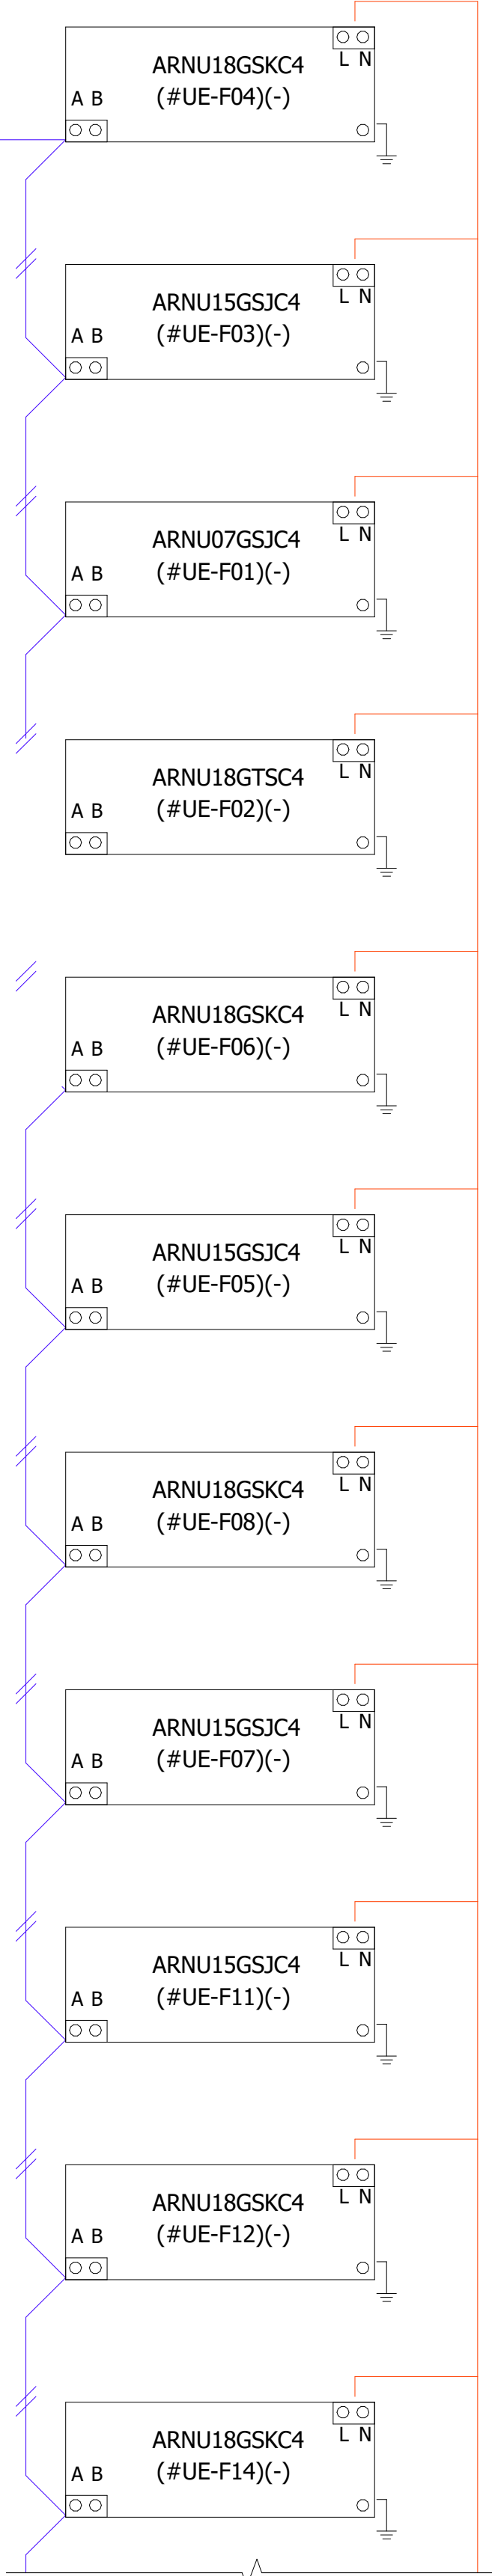 L N
ARNU18GSKC4
A B (#UE-F04)(-)
L N
ARNU15GSJC4
A B (#UE-F03)(-)
L N
ARNU07GSJC4
A B (#UE-F01)(-)
L N
ARNU18GTSC4
A B (#UE-F02)(-)
L N
ARNU18GSKC4
A B (#UE-F06)(-)
L N
ARNU15GSJC4
A B (#UE-F05)(-)
L N
ARNU18GSKC4
A B (#UE-F08)(-)
L N
ARNU15GSJC4
A B (#UE-F07)(-)
L N
ARNU15GSJC4
A B (#UE-F11)(-)
L N
ARNU18GSKC4
A B (#UE-F12)(-)
L N
ARNU18GSKC4
A B (#UE-F14)(-)